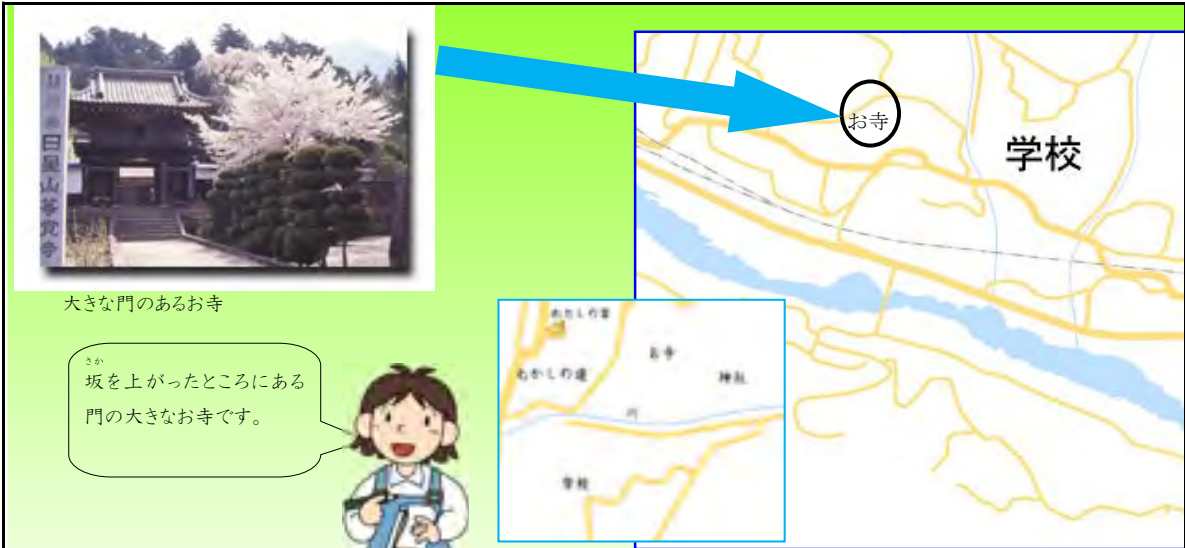 日星山等覚寺
大きな門のあるお寺
さか
坂を上がったところにある
門の大きなお寺です。
お寺
学校
わたしの家
お寺
むかしの道
神社
川
学校